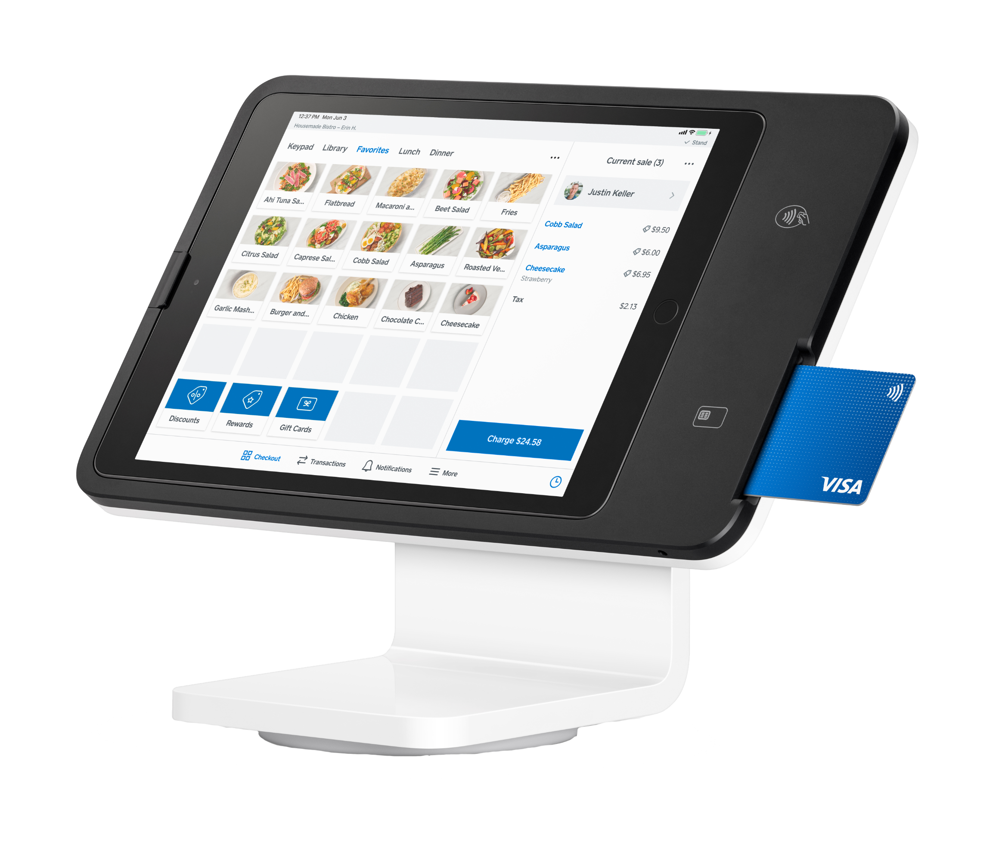 12:37 PM Mon Jun 3
Housemade Bistro – Erin H.
✓ Stand
Keypad Library Favorites Lunch Dinner •••
Ahi Tuna Sa... Flatbread Macaroni a... Beet Salad Fries
Citrus Salad Caprese Sal... Cobb Salad Asparagus Roasted Ve...
Garlic Mash... Burger and... Chicken Chocolate C... Cheesecake
Discounts Rewards Gift Cards
Current sale (3) •••
Justin Keller
Cobb Salad $9.50
Asparagus $6.00
Cheesecake $6.95
Strawberry
Tax $2.13
Charge $24.58
Checkout Transactions Notifications More
VISA